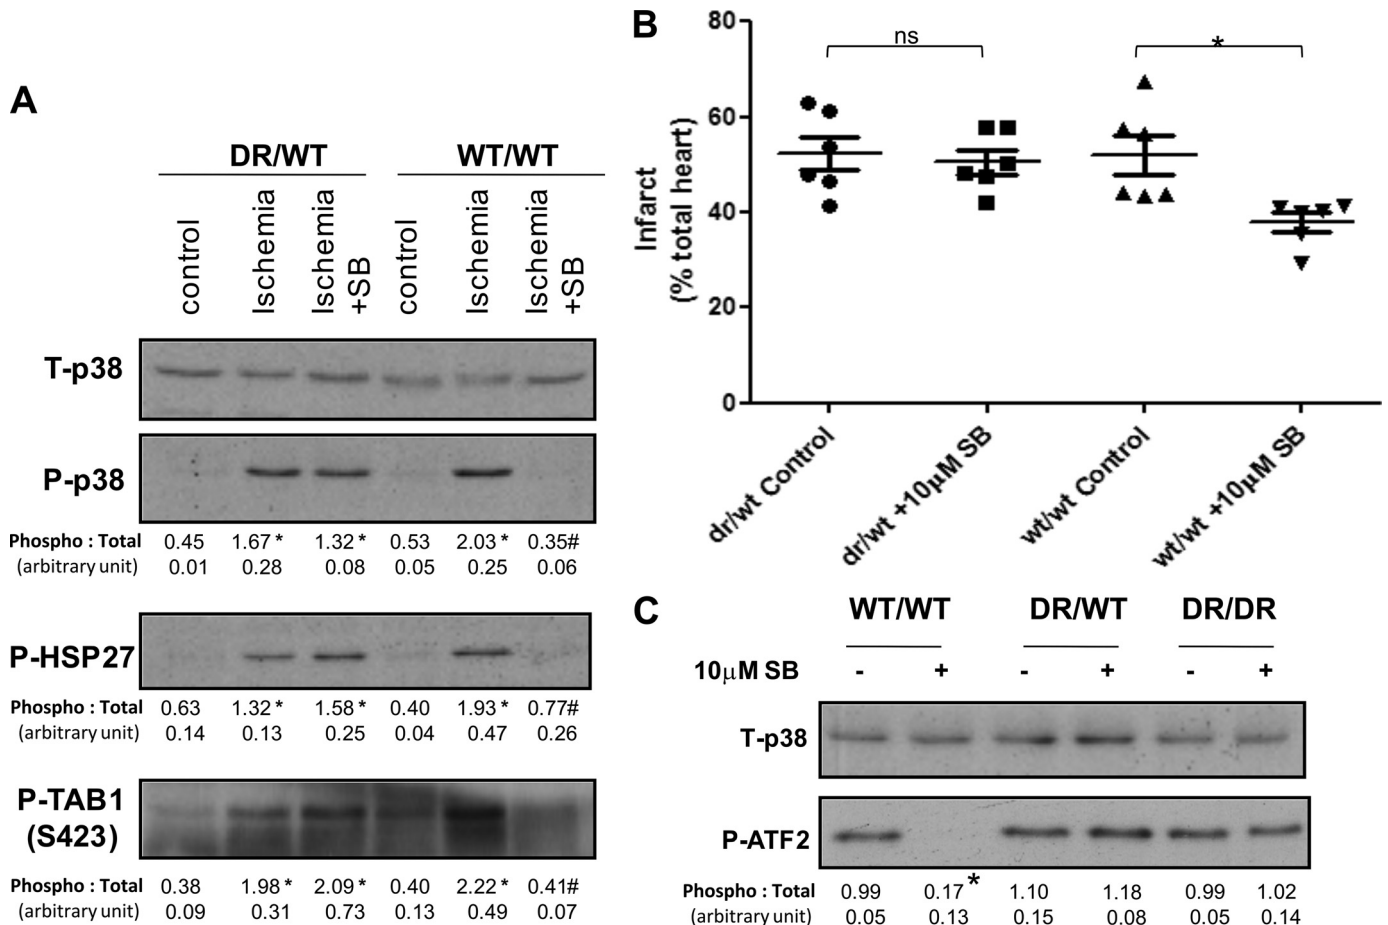 A
DR/WT WT/WT
control
Ischemia
Ischemia
+SB
control
Ischemia
Ischemia
+SB
T-p38
P-p38
Phospho : Total 0.45 1.67 * 1.32 * 0.53 2.03 * 0.35#
(arbitrary unit) 0.01 0.28 0.08 0.05 0.25 0.06
P-HSP27
Phospho : Total 0.63 1.32 * 1.58 * 0.40 1.93 * 0.77#
(arbitrary unit) 0.14 0.13 0.25 0.04 0.47 0.26
P-TAB1
(S423)
Phospho : Total 0.38 1.98 * 2.09 * 0.40 2.22 * 0.41#
(arbitrary unit) 0.09 0.31 0.73 0.13 0.49 0.07
B
Infarct
(% total heart)
80
60
40
20
0
ns
*
dr/wt Control
dr/wt +10µM SB
wt/wt Control
wt/wt +10µM SB
C
WT/WT DR/WT DR/DR
10µM SB - + - + - +
T-p38
P-ATF2
Phospho : Total 0.99 0.17 * 1.10 1.18 0.99 1.02
(arbitrary unit) 0.05 0.13 0.15 0.08 0.05 0.14